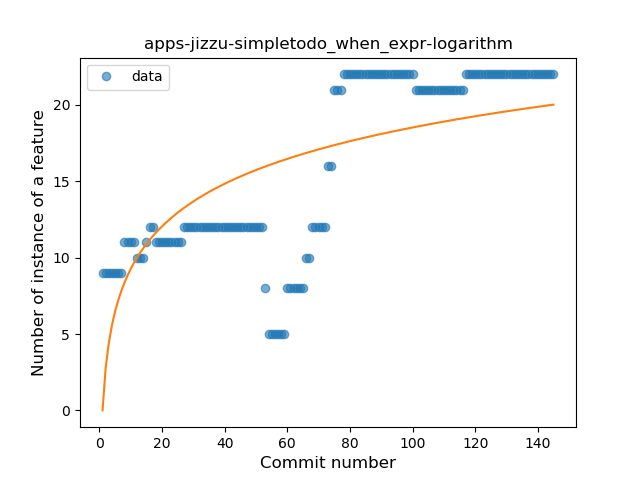 apps-jizzu-simpletodo_when_expr-logarithm
data
Number of instance of a feature
20
15
10
5
0
0 20 40 60 80 100 120 140
Commit number